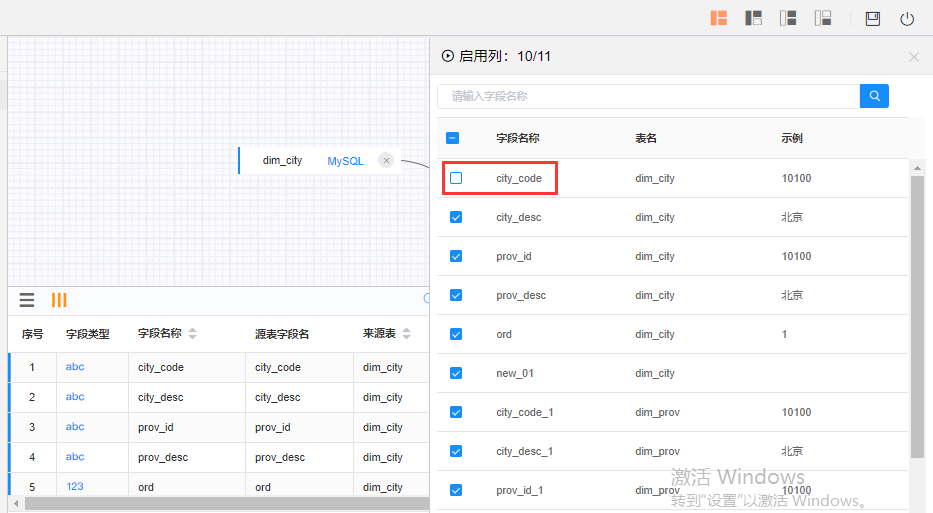 启用列：10/11
请输入字段名称
dim_city MySQL
字段名称 表名 示例
city_code dim_city 10100
city_desc dim_city 北京
prov_id dim_city 10100
prov_desc dim_city 北京
ord dim_city 1
new_01 dim_city
city_code_1 dim_prov 10100
city_desc_1 dim_prov 北京
prov_id_1 dim_prov 10100
序号 字段类型 字段名称 源表字段名 来源表
1 abc city_code city_code dim_city
2 abc city_desc city_desc dim_city
3 abc prov_id prov_id dim_city
4 abc prov_desc prov_desc dim_city
5 123 ord ord dim_city
激活 Windows
转到“设置”以激活 Windows。